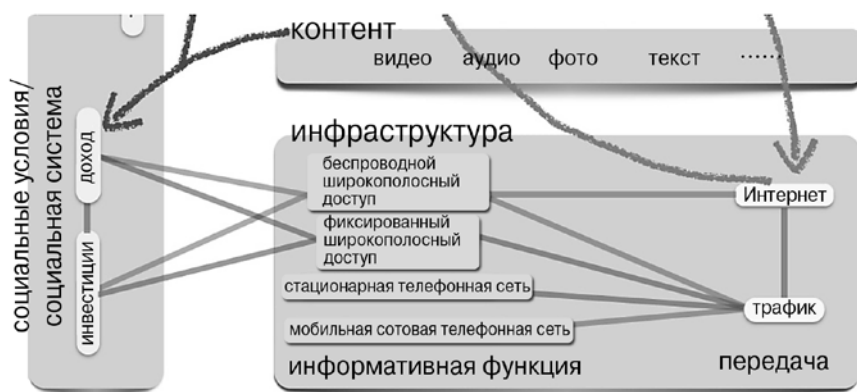 социальные условия/
социальная система
доход
инвестиции
контент
видео аудио фото текст ......
инфраструктура
беспроводной
широкополосный
доступ
фиксированный
широкополосный
доступ
стационарная телефонная сеть
мобильная сотовая телефонная сеть
информативная функция
Интернет
трафик
передача